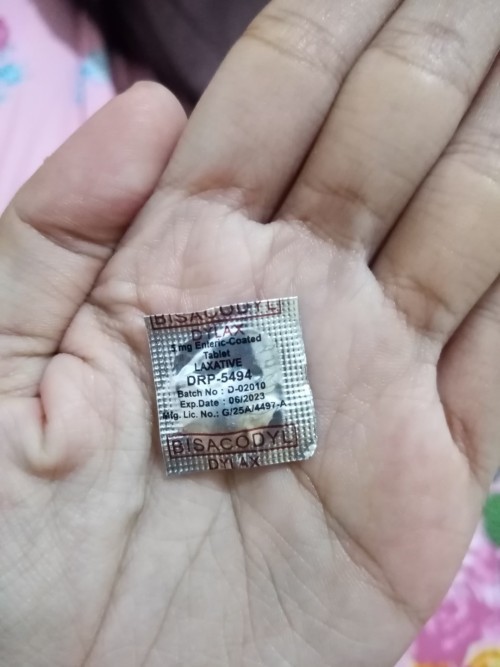 BISACODYL
DYLAX
5 mg Enteric-Coated
Tablet
LAXATIVE
DRP-5494
Batch No : D-02010
Exp.Date : 06/2023
Mfg. Lic. No.: G/25A/4497-A
BISACODYL
DYLAX